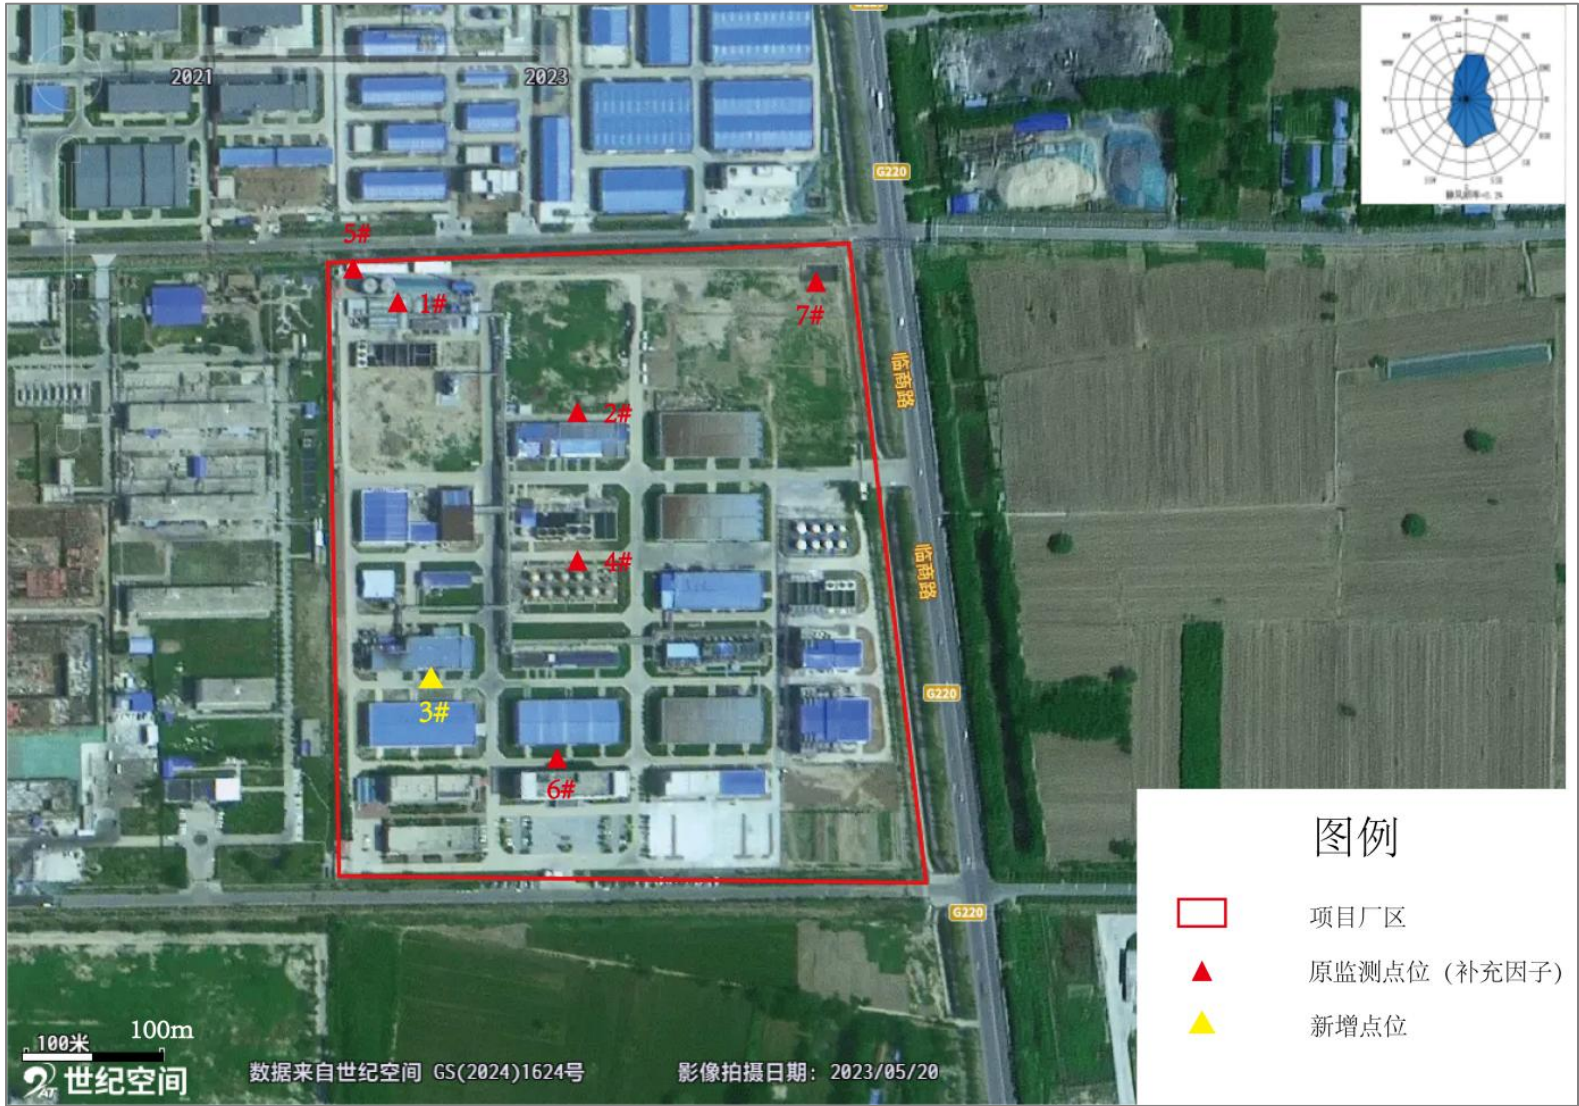 2021
2023
G220
G220
5#
1#
7#
临商路
2#
4#
临商路
3#
G220
6#
G220
图例
项目厂区
原监测点位 (补充因子)
新增点位
100米
100m
世纪空间
数据来自世纪空间 GS(2024)1624号
影像拍摄日期: 2023/05/20